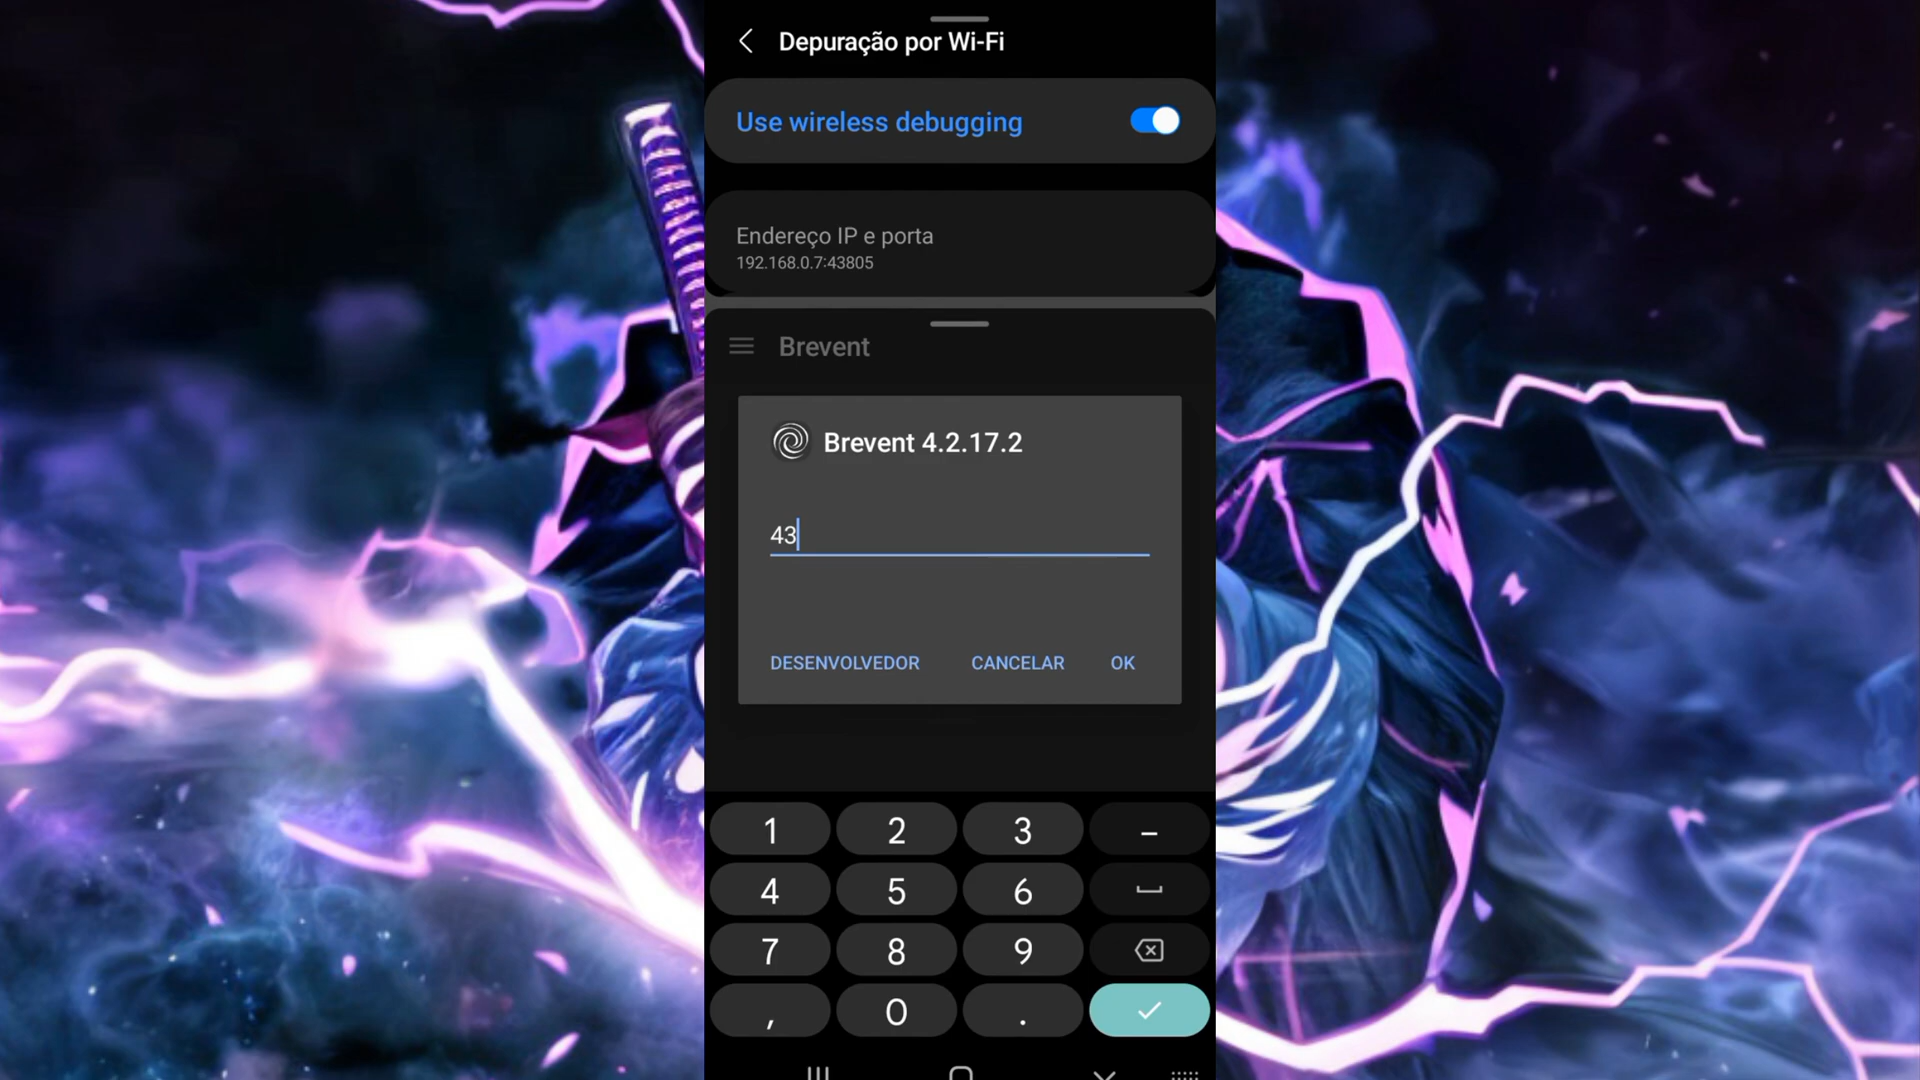 Depuração por Wi-Fi
Use wireless debugging
Endereço IP e porta
192.168.0.7:43805
Brevent
Brevent 4.2.17.2
43
DESENVOLVEDOR CANCELAR OK
1 2 3 –
4 5 6
7 8 9
, 0 .